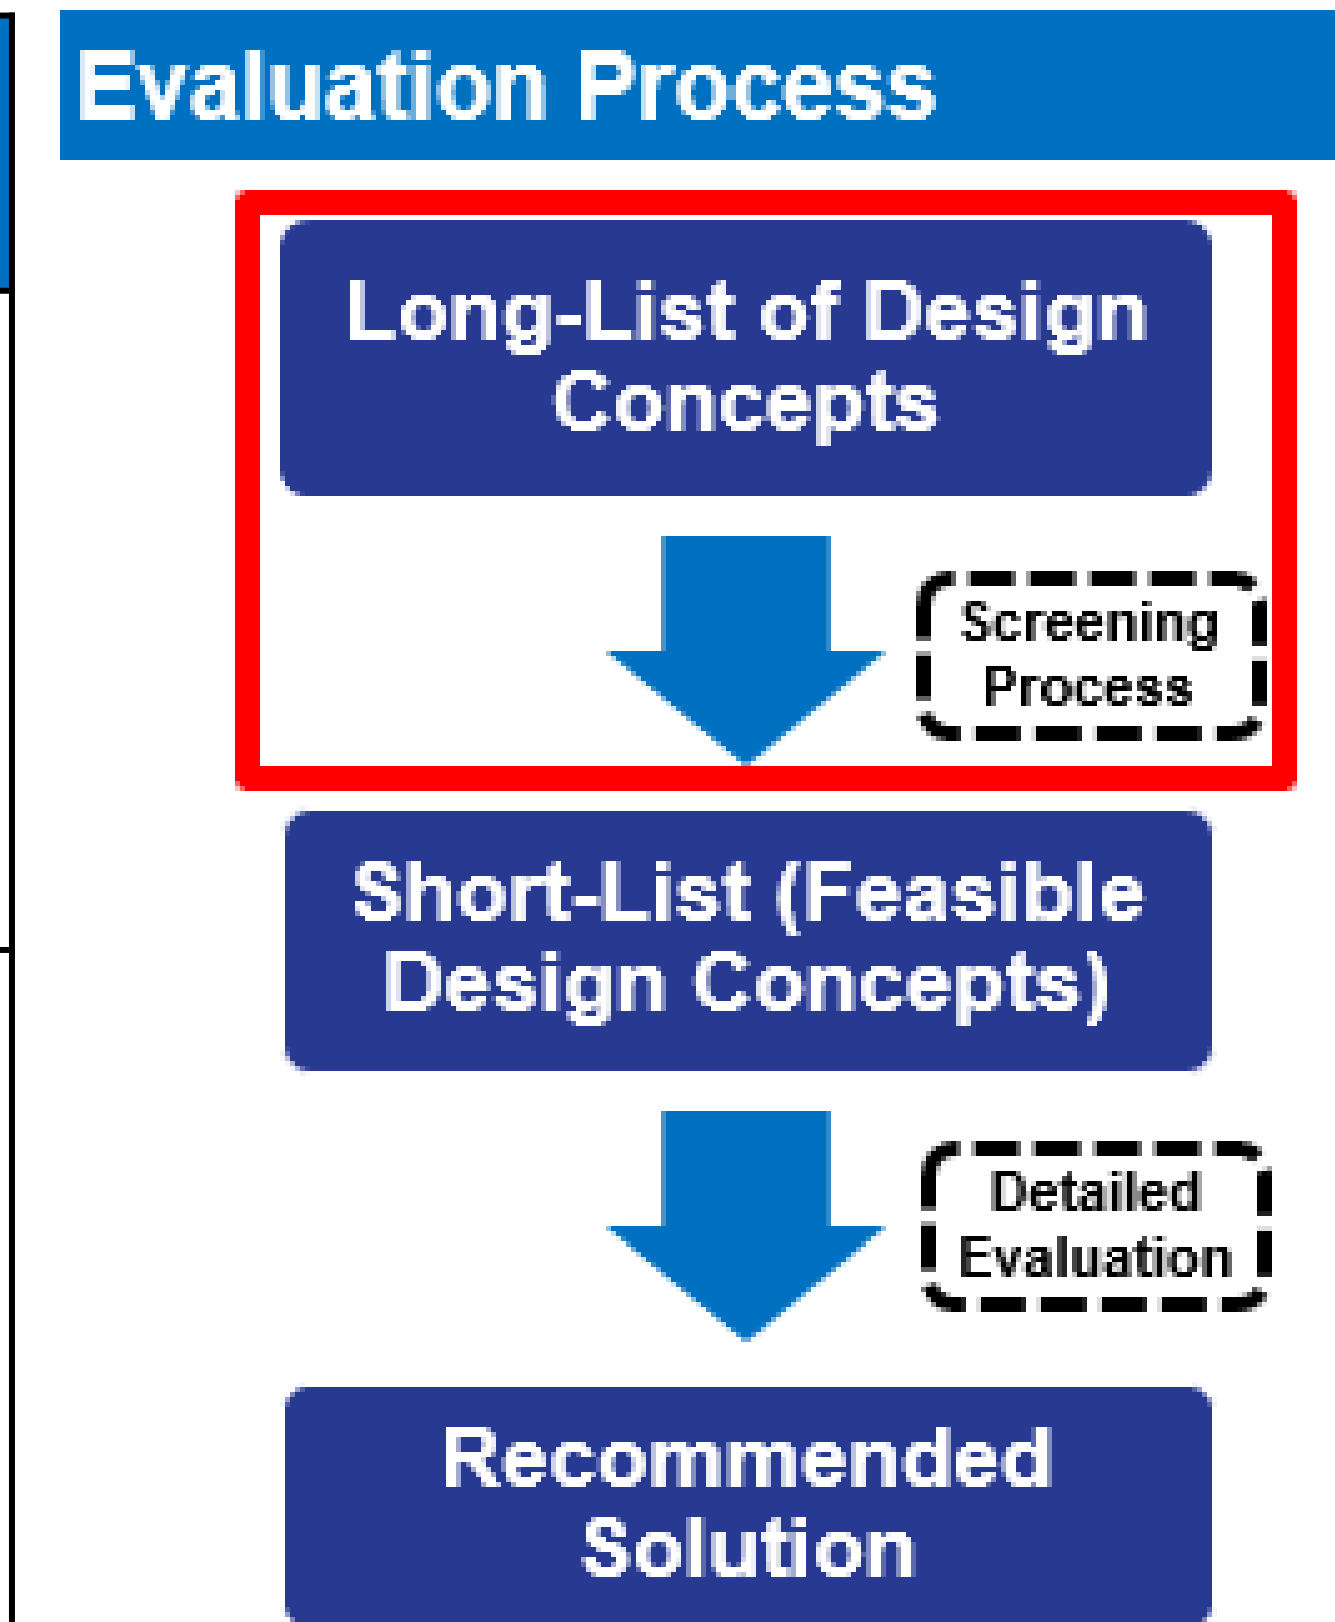 Evaluation Process
Long-List of Design
Concepts
Screening
Process
Short-List (Feasible
Design Concepts)
Detailed
Evaluation
Recommended
Solution